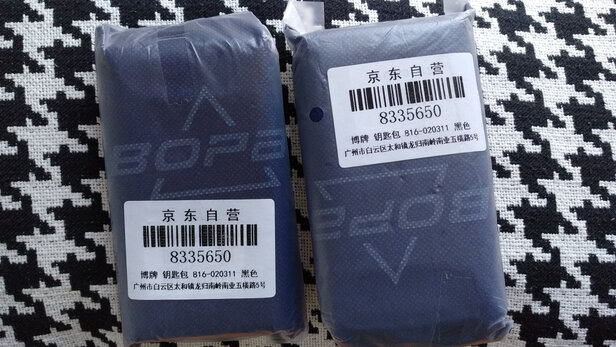 BOPA
京东自营
8335650
博牌 钥匙包 816-020311 黑色
广州市白云区太和镇龙归南岭南业五横路5号
京东自营
8335650
博牌 钥匙包 816-020311 黑色
广州市白云区太和镇龙归南岭南业五横路5号
BOPA